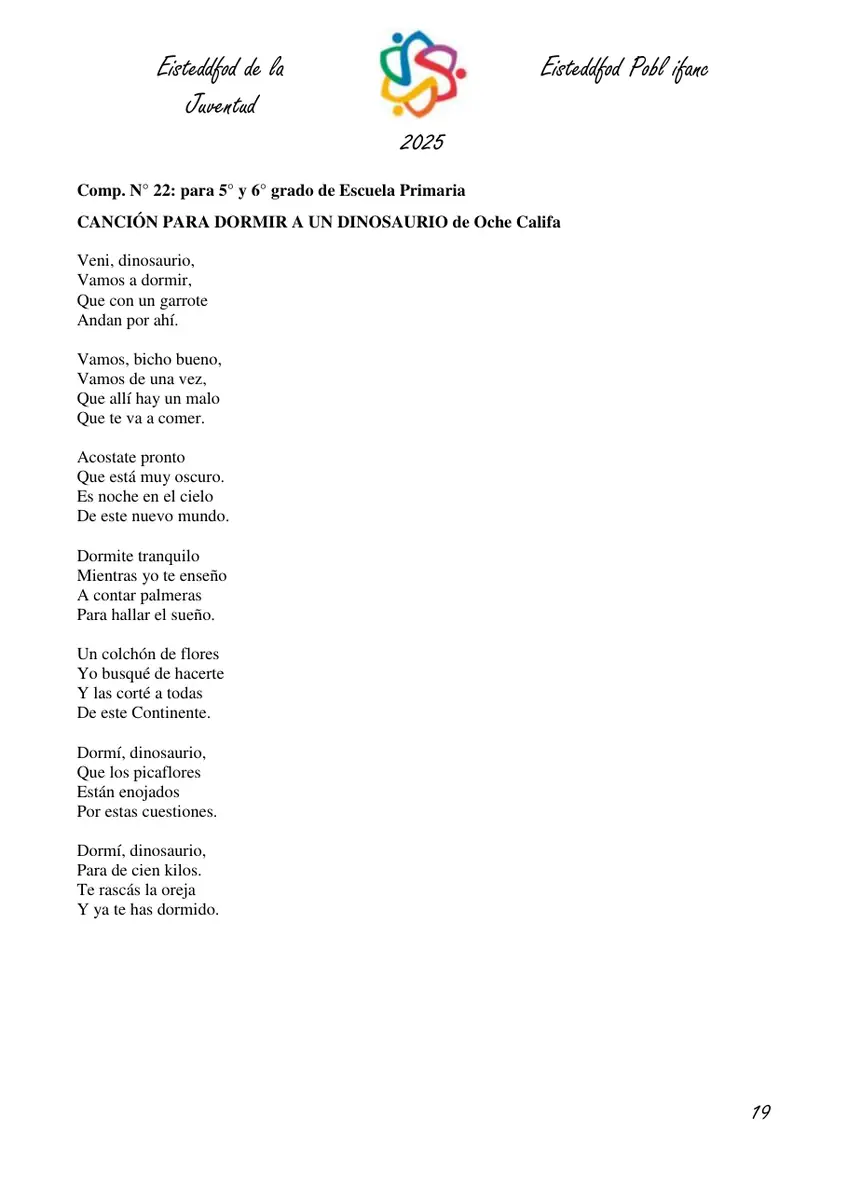 Eisteddfod de la
Juventud
Eisteddfod Pobl ifanc
2025
Comp. N° 22: para 5° y 6° grado de Escuela Primaria
CANCIÓN PARA DORMIR A UN DINOSAURIO de Oche Califa
Veni, dinosaurio,
Vamos a dormir,
Que con un garrote
Andan por ahí.
Vamos, bicho bueno,
Vamos de una vez,
Que allí hay un malo
Que te va a comer.
Acostate pronto
Que está muy oscuro.
Es noche en el cielo
De este nuevo mundo.
Dormite tranquilo
Mientras yo te enseño
A contar palmeras
Para hallar el sueño.
Un colchón de flores
Yo busqué de hacerte
Y las corté a todas
De este Continente.
Dormí, dinosaurio,
Que los picaflores
Están enojados
Por estas cuestiones.
Dormí, dinosaurio,
Para de cien kilos.
Te rascás la oreja
Y ya te has dormido.
19